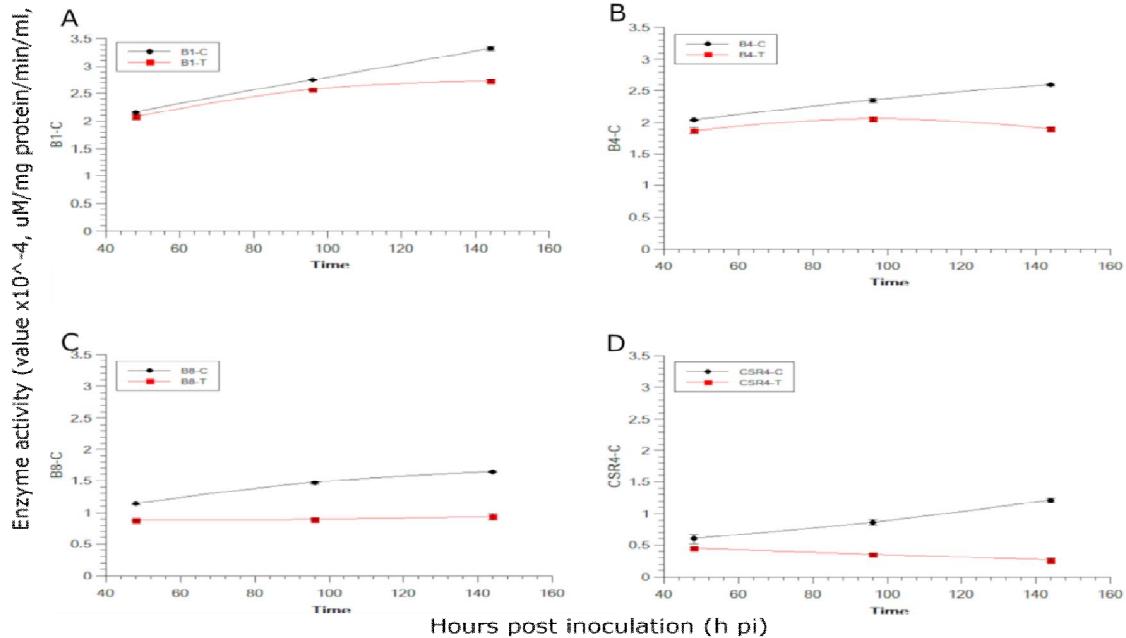 Enzyme activity (value x10^-4, uM/mg protein/min/ml,
A
B1-C
B1-T
3.5
3
2.5
2
1.5
1
0.5
0
B1-C
40 60 80 100 120 140 160
Time
B
B4-C
B4-T
3.5
3
2.5
2
1.5
1
0.5
0
B4-C
40 60 80 100 120 140 160
Time
C
B8-C
B8-T
3.5
3
2.5
2
1.5
1
0.5
0
B8-C
40 60 80 100 120 140 160
Time
D
CSR4-C
CSR4-T
3.5
3
2.5
2
1.5
1
0.5
0
CSR4-C
40 60 80 100 120 140 160
Time
Hours post inoculation (h pi)